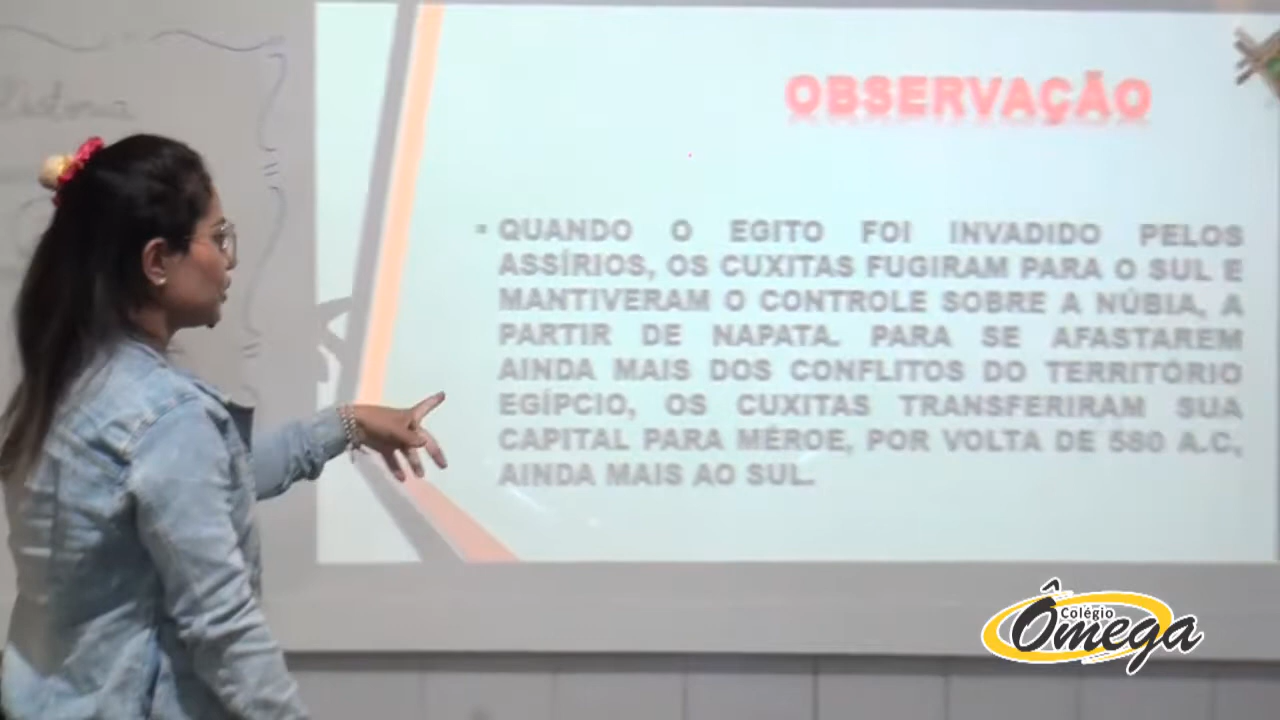 História
OBSERVAÇÃO
▪ QUANDO O EGITO FOI INVADIDO PELOS
ASSÍRIOS, OS CUXITAS FUGIRAM PARA O SUL E
MANTIVERAM O CONTROLE SOBRE A NÚBIA, A
PARTIR DE NAPATA. PARA SE AFASTAREM
AINDA MAIS DOS CONFLITOS DO TERRITÓRIO
EGÍPCIO, OS CUXITAS TRANSFERIRAM SUA
CAPITAL PARA MÉROE, POR VOLTA DE 580 A.C,
AINDA MAIS AO SUL.
Colégio
Ômega